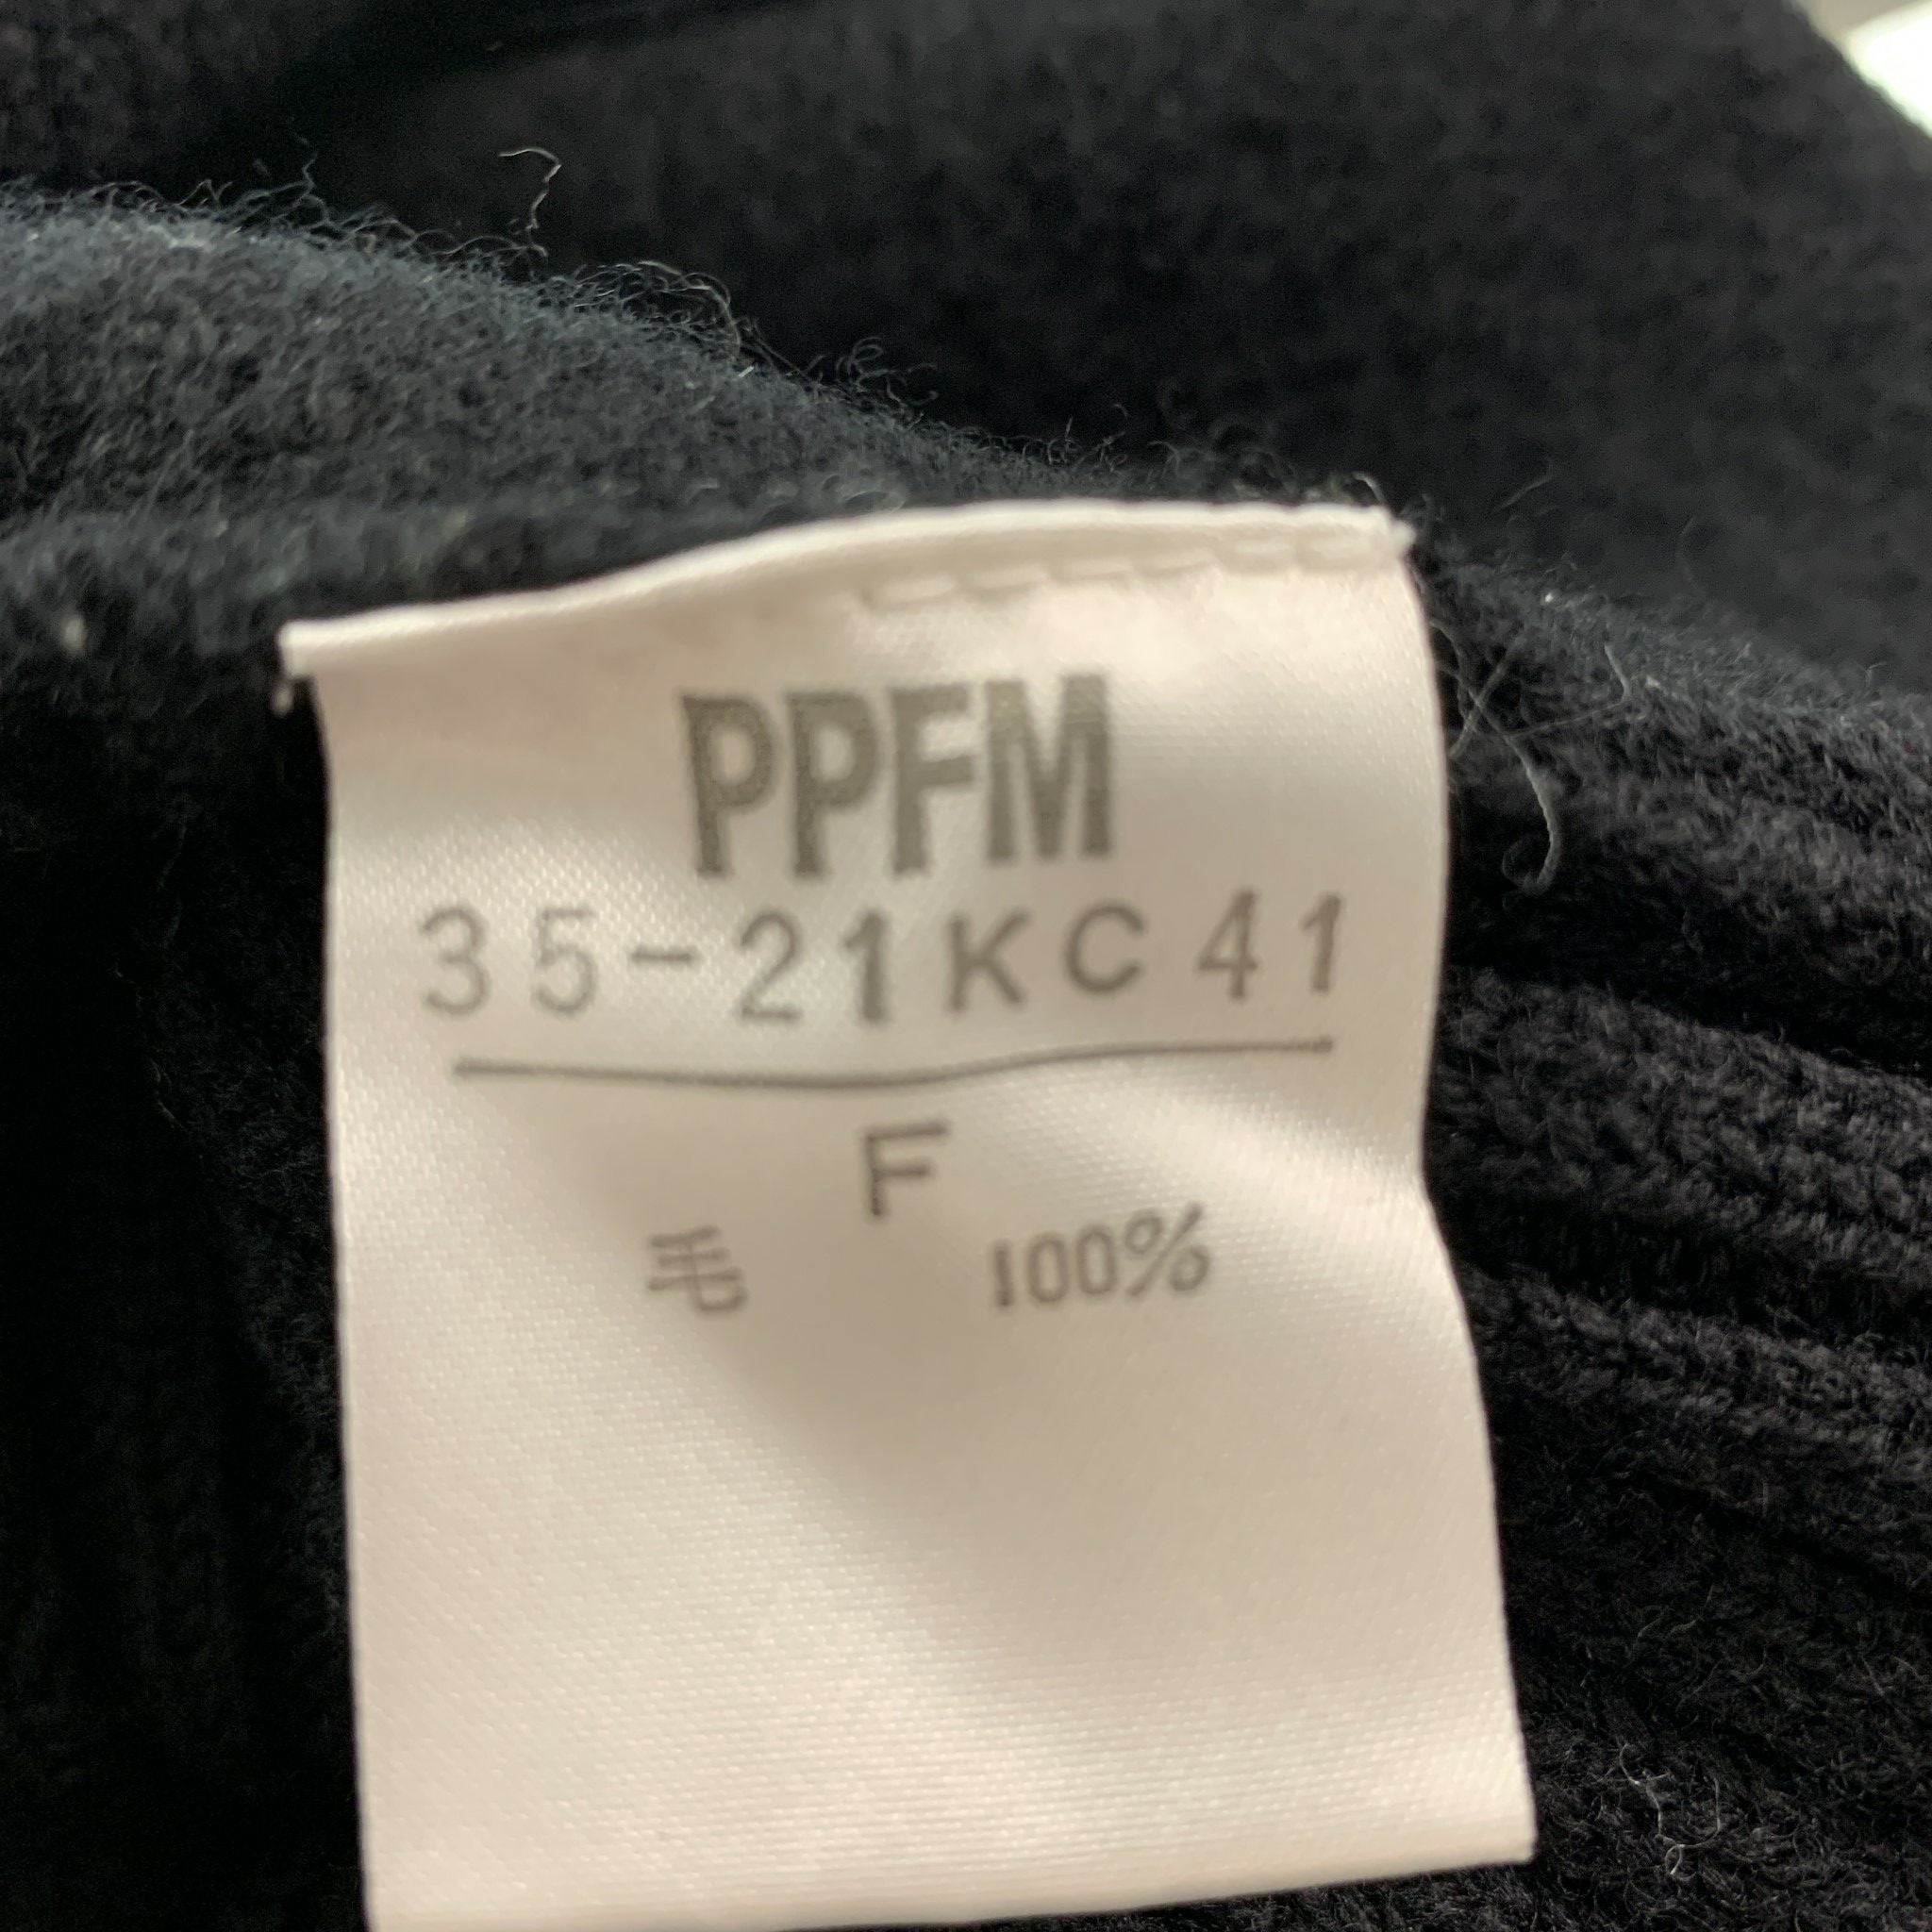 PPFM
35-21KC41
F
毛 100%